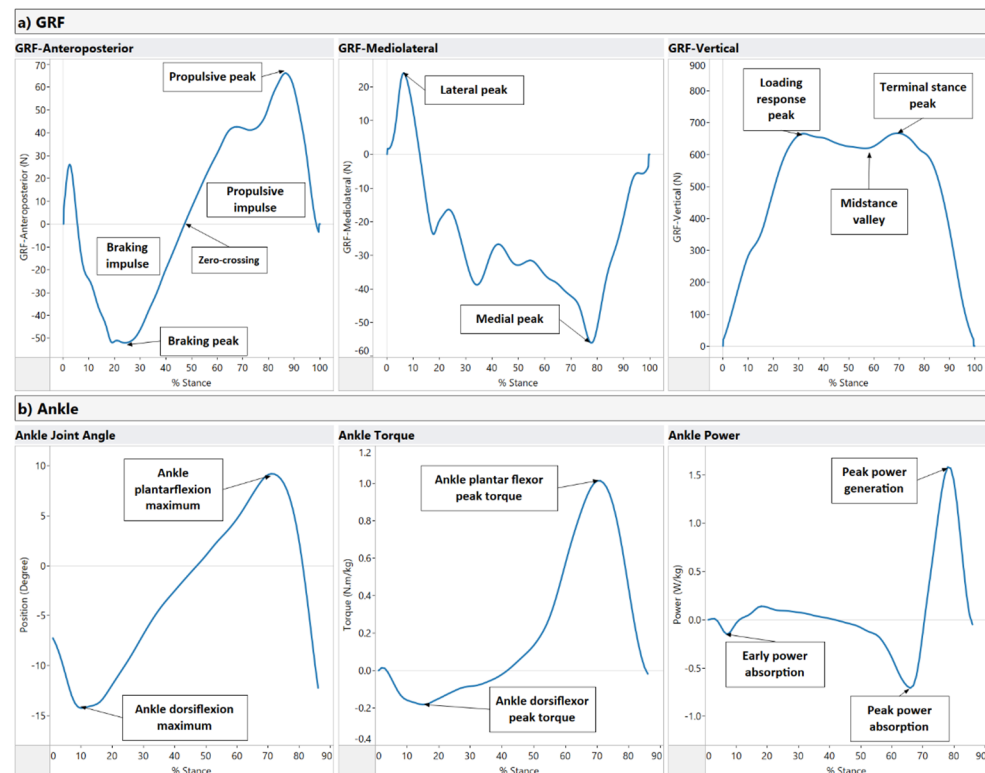 a) GRF
GRF-Anteroposterior
GRF-Mediolateral
GRF-Vertical
70
60
50
40
30
20
10
0
-10
-20
-30
-40
-50
GRF-Anteroposterior (N)
Propulsive peak
Propulsive
impulse
Braking
impulse
Zero-crossing
Braking peak
0 10 20 30 40 50 60 70 80 90 100
% Stance
20
10
0
-10
-20
-30
-40
-50
-60
GRF-Mediolateral (N)
Lateral peak
Medial peak
0 10 20 30 40 50 60 70 80 90 100
% Stance
900
800
700
600
500
400
300
200
100
0
GRF-Vertical (N)
Loading
response
peak
Terminal stance
peak
Midstance
valley
0 10 20 30 40 50 60 70 80 90 100
% Stance
b) Ankle
Ankle Joint Angle
Ankle Torque
Ankle Power
10
5
0
-5
-10
-15
Position (Degree)
Ankle
plantarflexion
maximum
Ankle dorsiflexion
maximum
0 10 20 30 40 50 60 70 80 90
% Stance
1.2
1.0
0.8
0.6
0.4
0.2
0.0
-0.2
-0.4
Torque (N.m/kg)
Ankle plantar flexor
peak torque
Ankle dorsiflexor
peak torque
0 10 20 30 40 50 60 70 80 90
% Stance
1.5
1.0
0.5
0.0
-0.5
-1.0
Power (W/kg)
Peak power
generation
Early power
absorption
Peak power
absorption
0 10 20 30 40 50 60 70 80 90
% Stance